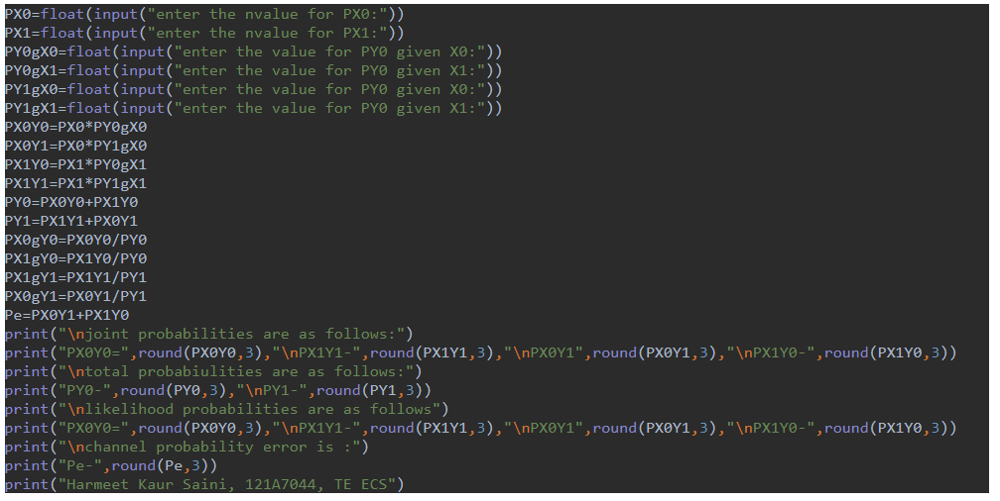 PX0=float(input("enter the nvalue for PX0:"))
PX1=float(input("enter the nvalue for PX1:"))
PY0gX0=float(input("enter the value for PY0 given X0:"))
PY0gX1=float(input("enter the value for PY0 given X1:"))
PY1gX0=float(input("enter the value for PY0 given X0:"))
PY1gX1=float(input("enter the value for PY0 given X1:"))
PX0Y0=PX0*PY0gX0
PX0Y1=PX0*PY1gX0
PX1Y0=PX1*PY0gX1
PX1Y1=PX1*PY1gX1
PY0=PX0Y0+PX1Y0
PY1=PX1Y1+PX0Y1
PX0gY0=PX0Y0/PY0
PX1gY0=PX1Y0/PY0
PX1gY1=PX1Y1/PY1
PX0gY1=PX0Y1/PY1
Pe=PX0Y1+PX1Y0
print("\njoint probabilities are as follows:")
print("PX0Y0=",round(PX0Y0,3),"\nPX1Y1-",round(PX1Y1,3),"\nPX0Y1",round(PX0Y1,3),"\nPX1Y0-",round(PX1Y0,3))
print("\ntotal probabiulities are as follows:")
print("PY0-",round(PY0,3),"\nPY1-",round(PY1,3))
print("\nlikelihood probabilities are as follows")
print("PX0Y0=",round(PX0Y0,3),"\nPX1Y1-",round(PX1Y1,3),"\nPX0Y1",round(PX0Y1,3),"\nPX1Y0-",round(PX1Y0,3))
print("\nchannel probability error is :")
print("Pe-",round(Pe,3))
print("Harmeet Kaur Saini, 121A7044, TE ECS")